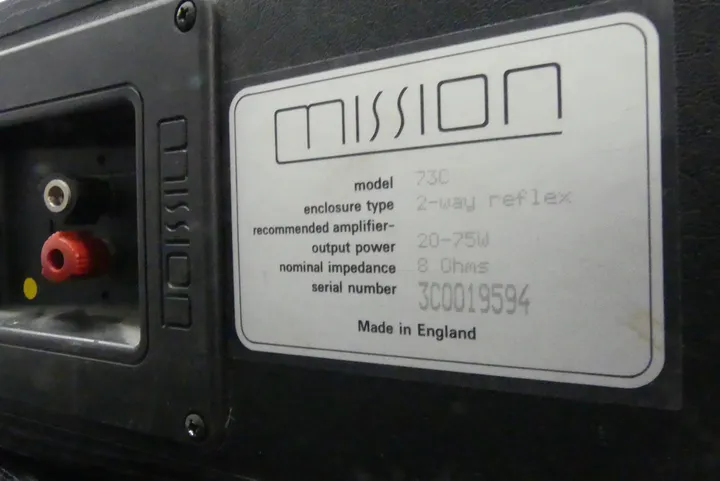 mission
mission
model 730
enclosure type 2-way reflex
recommended amplifier-
output power 20-75W
nominal impedance 8 Ohms
serial number 3C0019594
Made in England